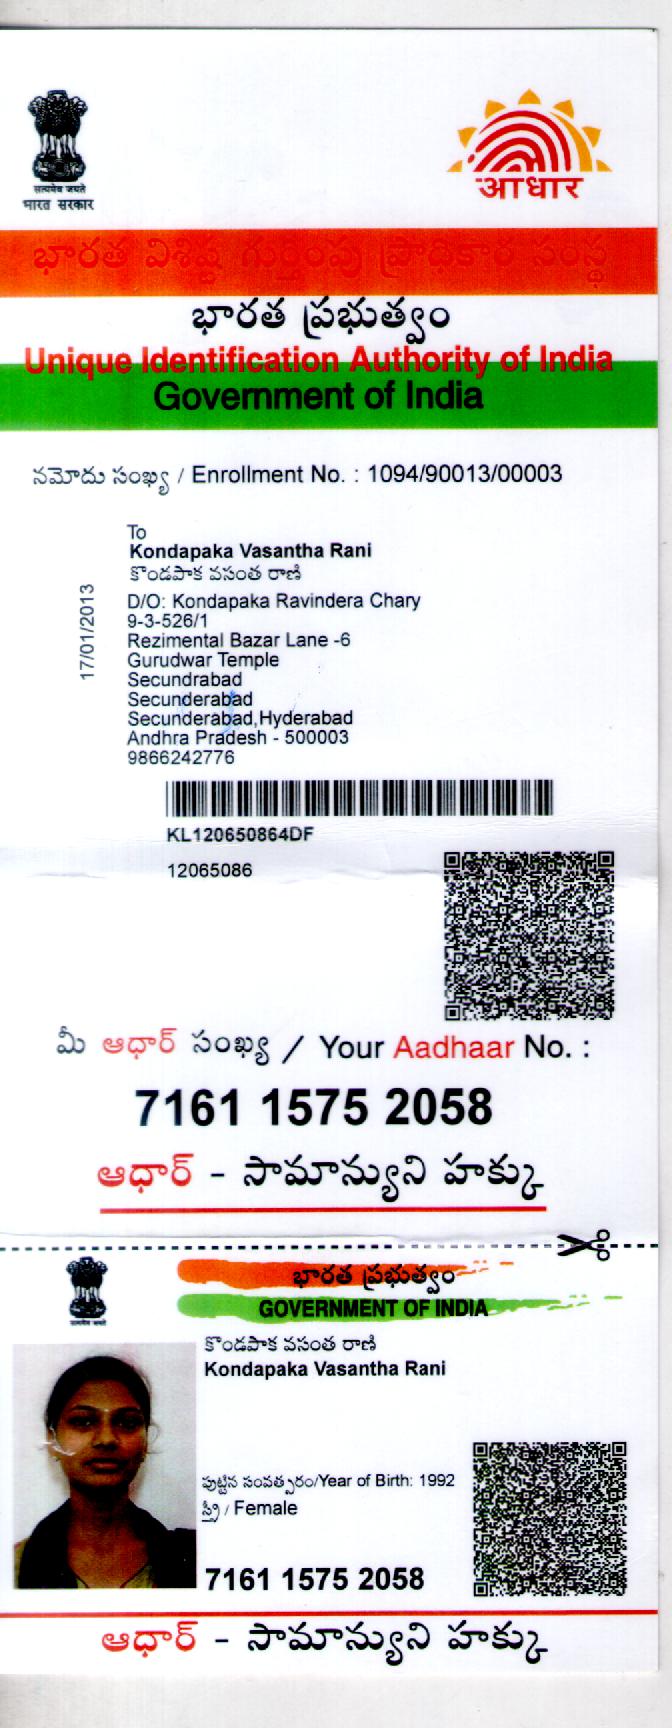 सत्यमेव जयते
भारत सरकार
आधार
భారత విశిష్ట గుర్తింపు ప్రాధికార సంస్థ
భారత ప్రభుత్వం
Unique Identification Authority of India
Government of India
నమోదు సంఖ్య / Enrollment No. : 1094/90013/00003
To
Kondapaka Vasantha Rani
కొండపాక వసంత రాణి
D/O: Kondapaka Ravindera Chary
9-3-526/1
Rezimental Bazar Lane -6
Gurudwar Temple
Secundrabad
Secunderabad
Secunderabad,Hyderabad
Andhra Pradesh - 500003
9866242776
17/01/2013
KL120650864DF
12065086
మీ ఆధార్ సంఖ్య / Your Aadhaar No. :
7161 1575 2058
ఆధార్ - సామాన్యుని హక్కు
భారత ప్రభుత్వం
GOVERNMENT OF INDIA
కొండపాక వసంత రాణి
Kondapaka Vasantha Rani
పుట్టిన సంవత్సరం/Year of Birth: 1992
స్త్రీ / Female
7161 1575 2058
ఆధార్ - సామాన్యుని హక్కు